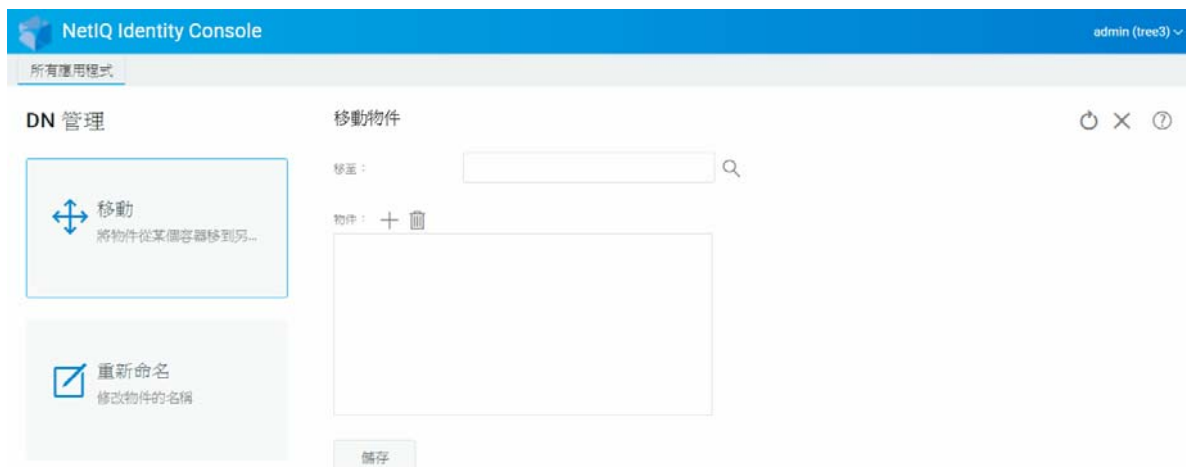 NetIQ Identity Console
admin (tree3)
所有應用程式
DN 管理
移動
將物件從某個容器移到另...
重新命名
修改物件的名稱
移動物件
移至：
物件：
儲存